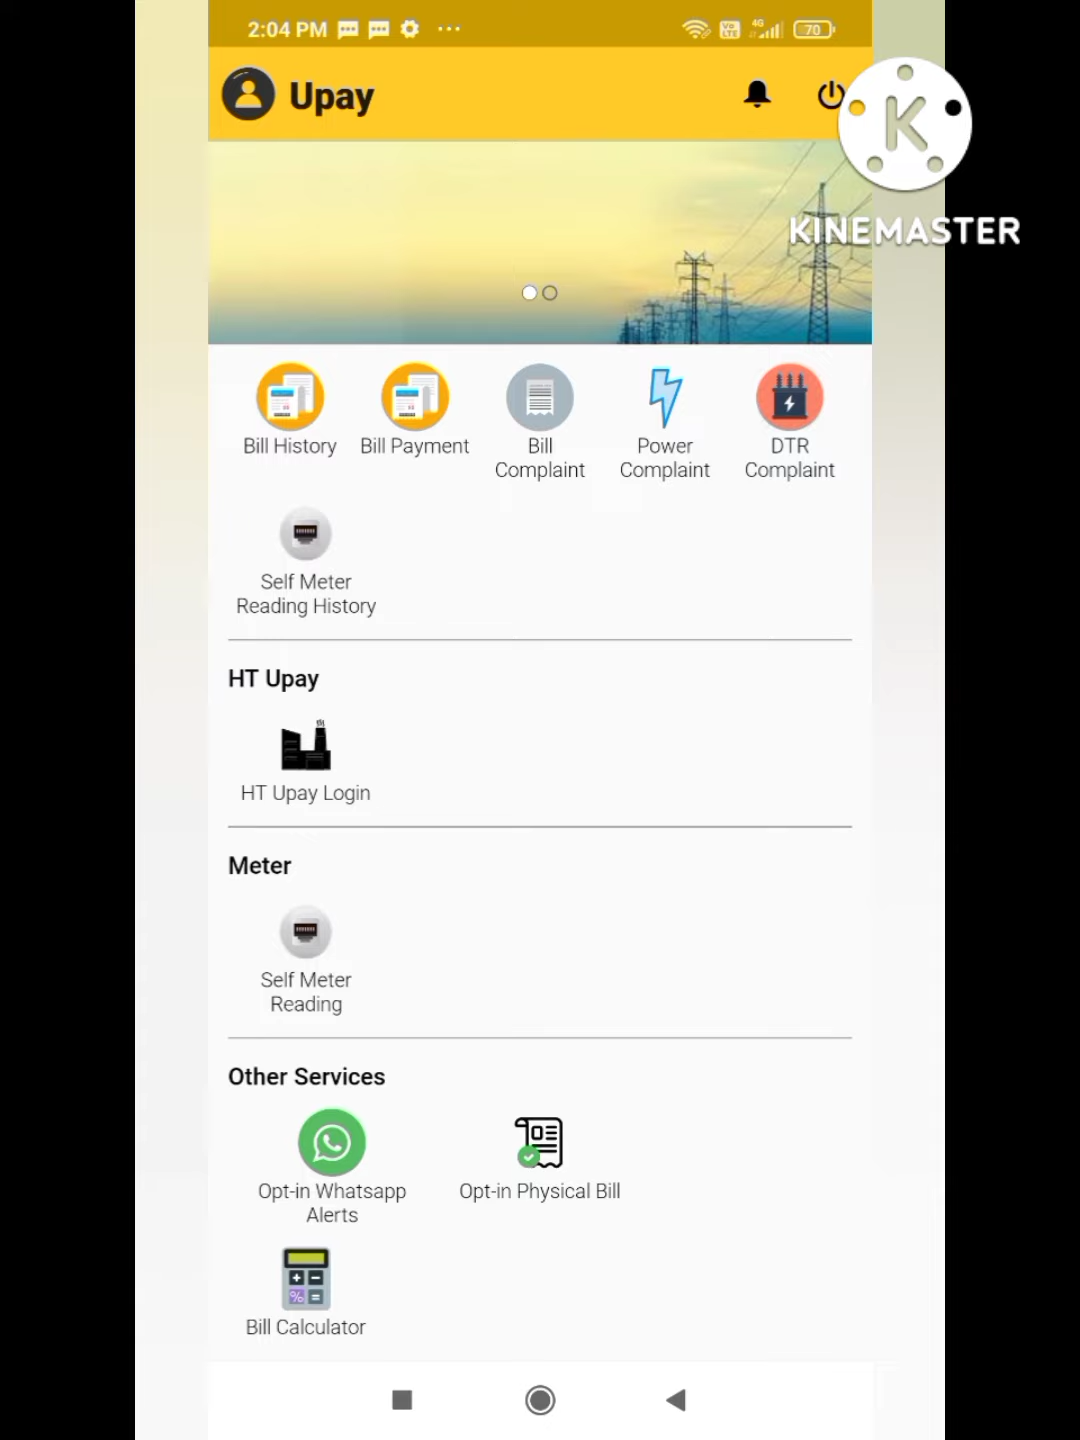 2:04 PM
4G
70
Upay
K
KINEMASTER
Bill History
Bill Payment
Bill
Complaint
Power
Complaint
DTR
Complaint
Self Meter
Reading History
HT Upay
HT Upay Login
Meter
Self Meter
Reading
Other Services
Opt-in Whatsapp
Alerts
Opt-in Physical Bill
Bill Calculator